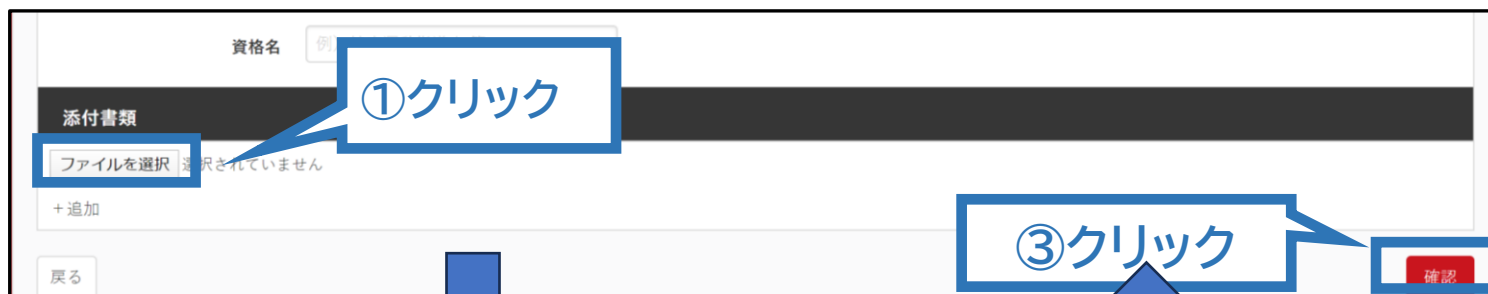 資格名
例）
①クリック
添付書類
ファイルを選択 選択されていません
+追加
③クリック
戻る
確認